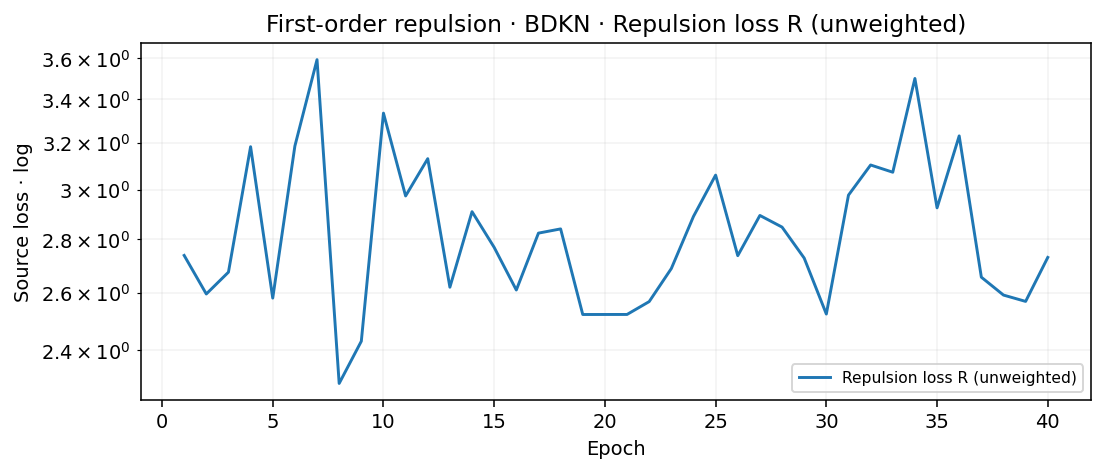 First-order repulsion · BDKN · Repulsion loss R (unweighted)
Source loss · log
3.6 × 10⁰
3.4 × 10⁰
3.2 × 10⁰
3 × 10⁰
2.8 × 10⁰
2.6 × 10⁰
2.4 × 10⁰
Repulsion loss R (unweighted)
0 5 10 15 20 25 30 35 40
Epoch